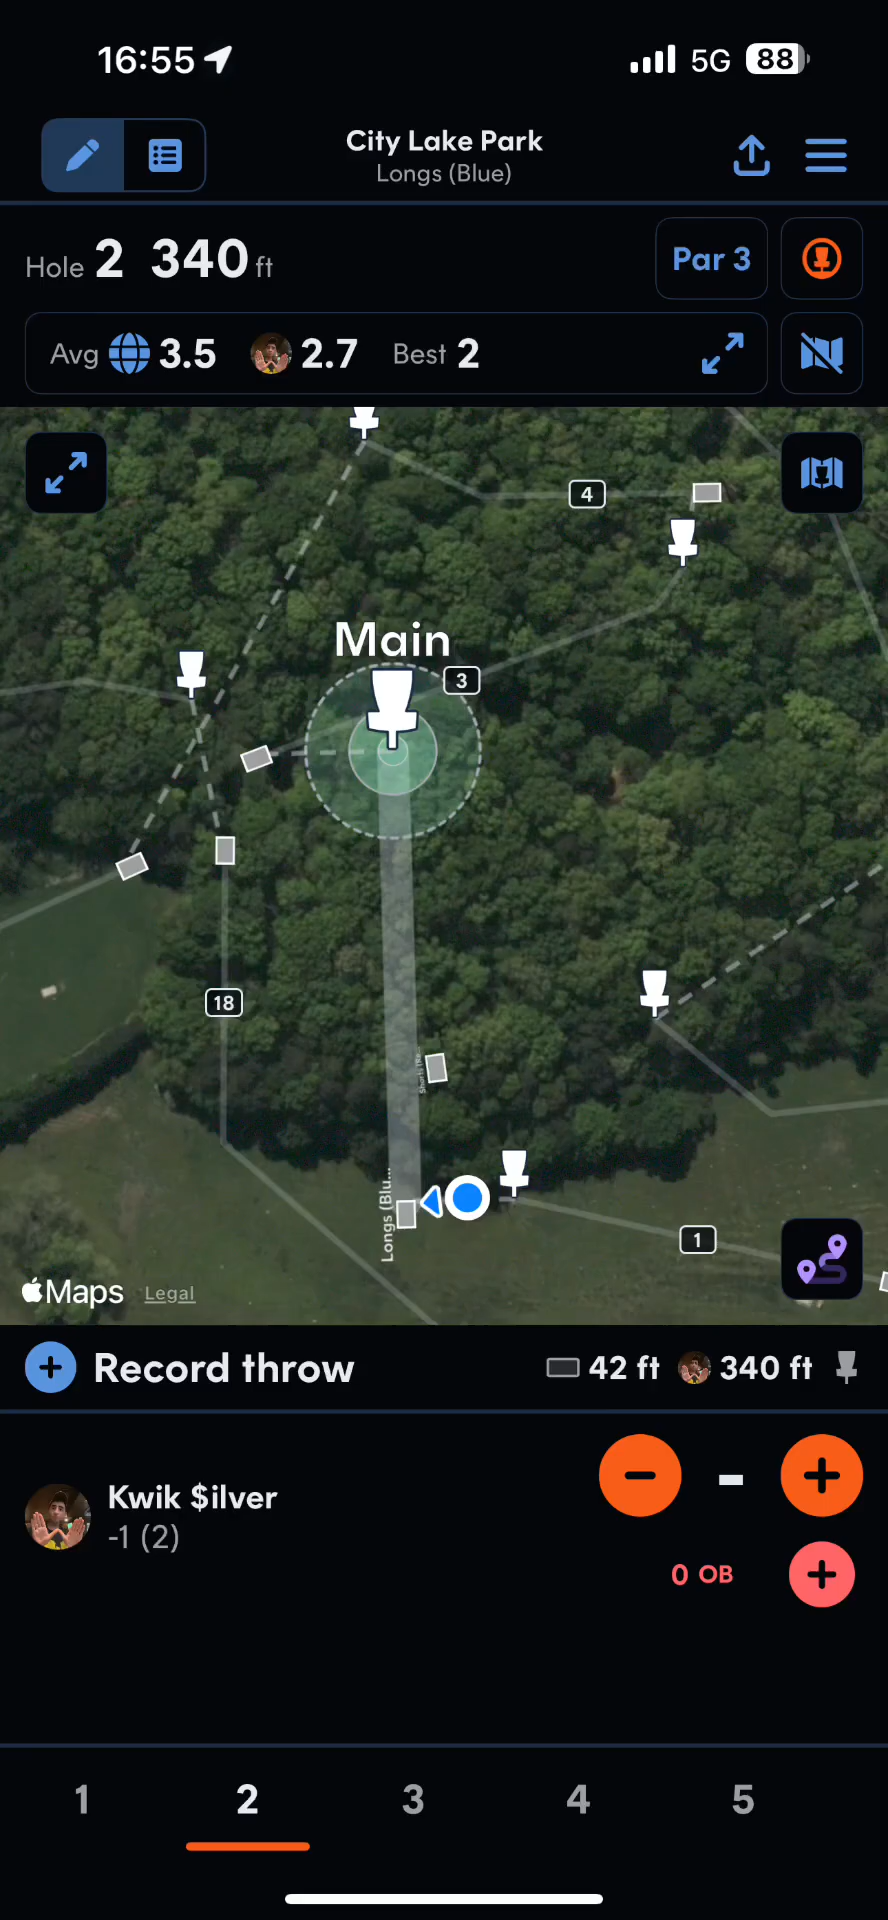 16:55
5G 88
City Lake Park
Longs (Blue)
Hole 2 340 ft
Par 3
Avg 3.5 2.7 Best 2
4
Main
3
18
Longs (Blu...
1
Maps Legal
Record throw 42 ft 340 ft
Kwik $ilver
-1 (2)
-
0 OB
1 2 3 4 5